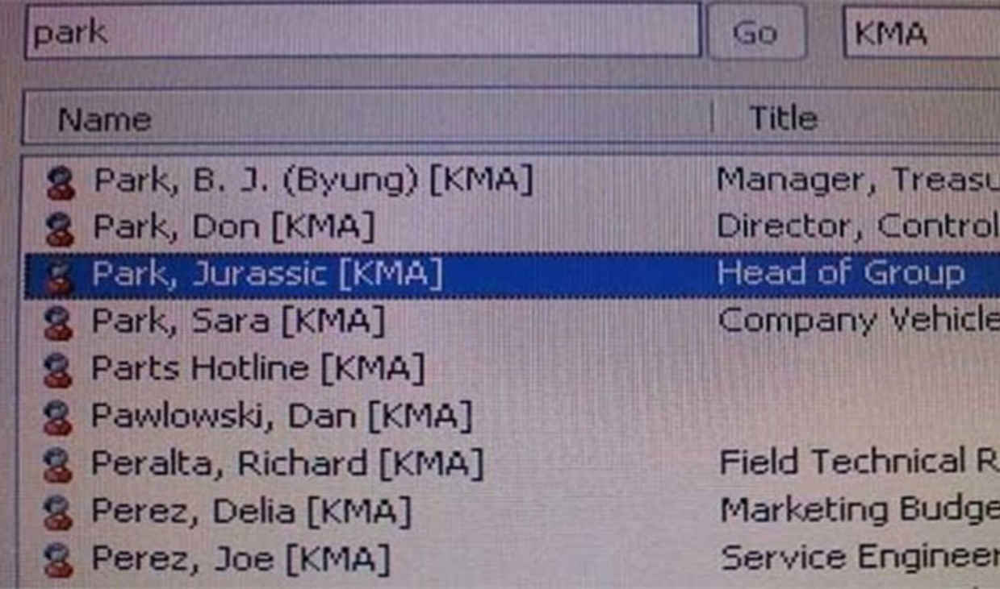 park Go KMA
Name Title
Park, B. J. (Byung) [KMA] Manager, Treasu
Park, Don [KMA] Director, Control
Park, Jurassic [KMA] Head of Group
Park, Sara [KMA] Company Vehicle
Parts Hotline [KMA]
Pawlowski, Dan [KMA]
Peralta, Richard [KMA] Field Technical R
Perez, Delia [KMA] Marketing Budge
Perez, Joe [KMA] Service Engineer